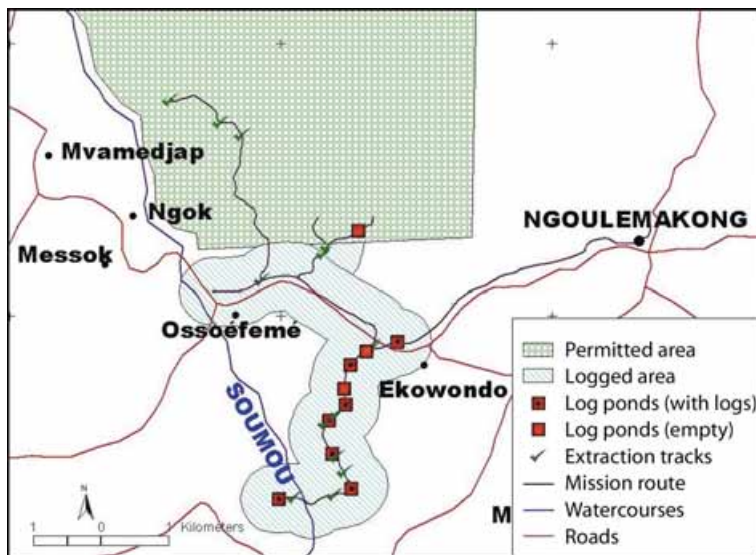 Mvamedjap
Ngok
NGOULEMAKONG
Messok
Ossoéfemé
Ekowondo
SOUMOU
M
Permitted area
Logged area
Log ponds (with logs)
Log ponds (empty)
Extraction tracks
Mission route
Watercourses
Roads
N
1 0 1 Kilometers